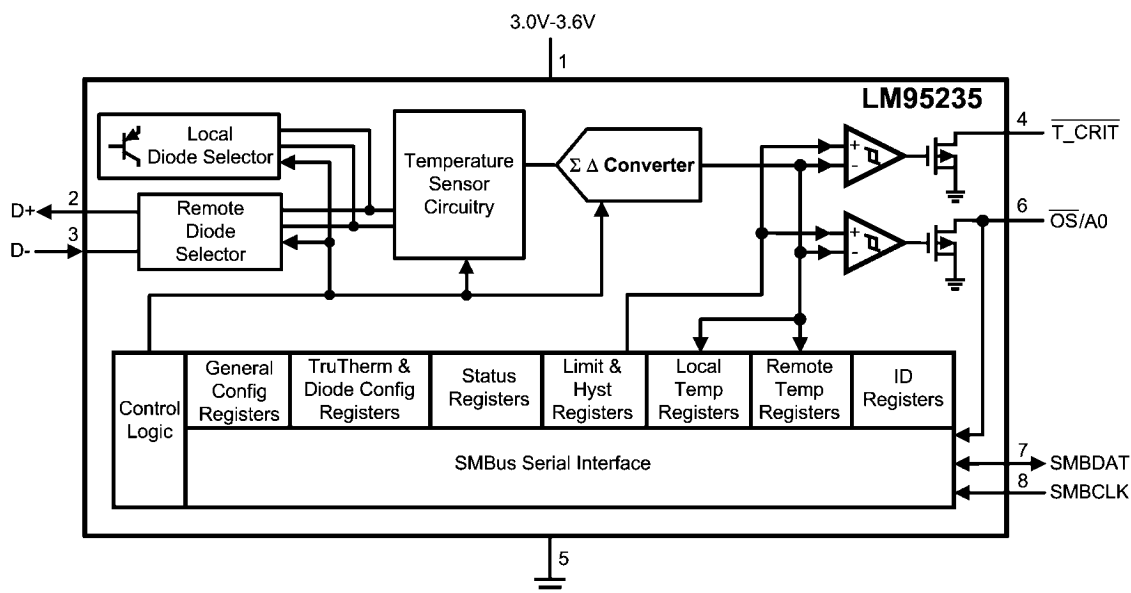 3.0V-3.6V
1
LM95235
Local
Diode Selector
Temperature
Sensor
Circuitry
Σ Δ Converter
+
-
4
T_CRIT
D+
2
Remote
Diode
Selector
D-
3
+
-
6
OS/A0
Control
Logic
General
Config
Registers
TruTherm &
Diode Config
Registers
Status
Registers
Limit &
Hyst
Registers
Local
Temp
Registers
Remote
Temp
Registers
ID
Registers
SMBus Serial Interface
7
SMBDAT
8
SMBCLK
5